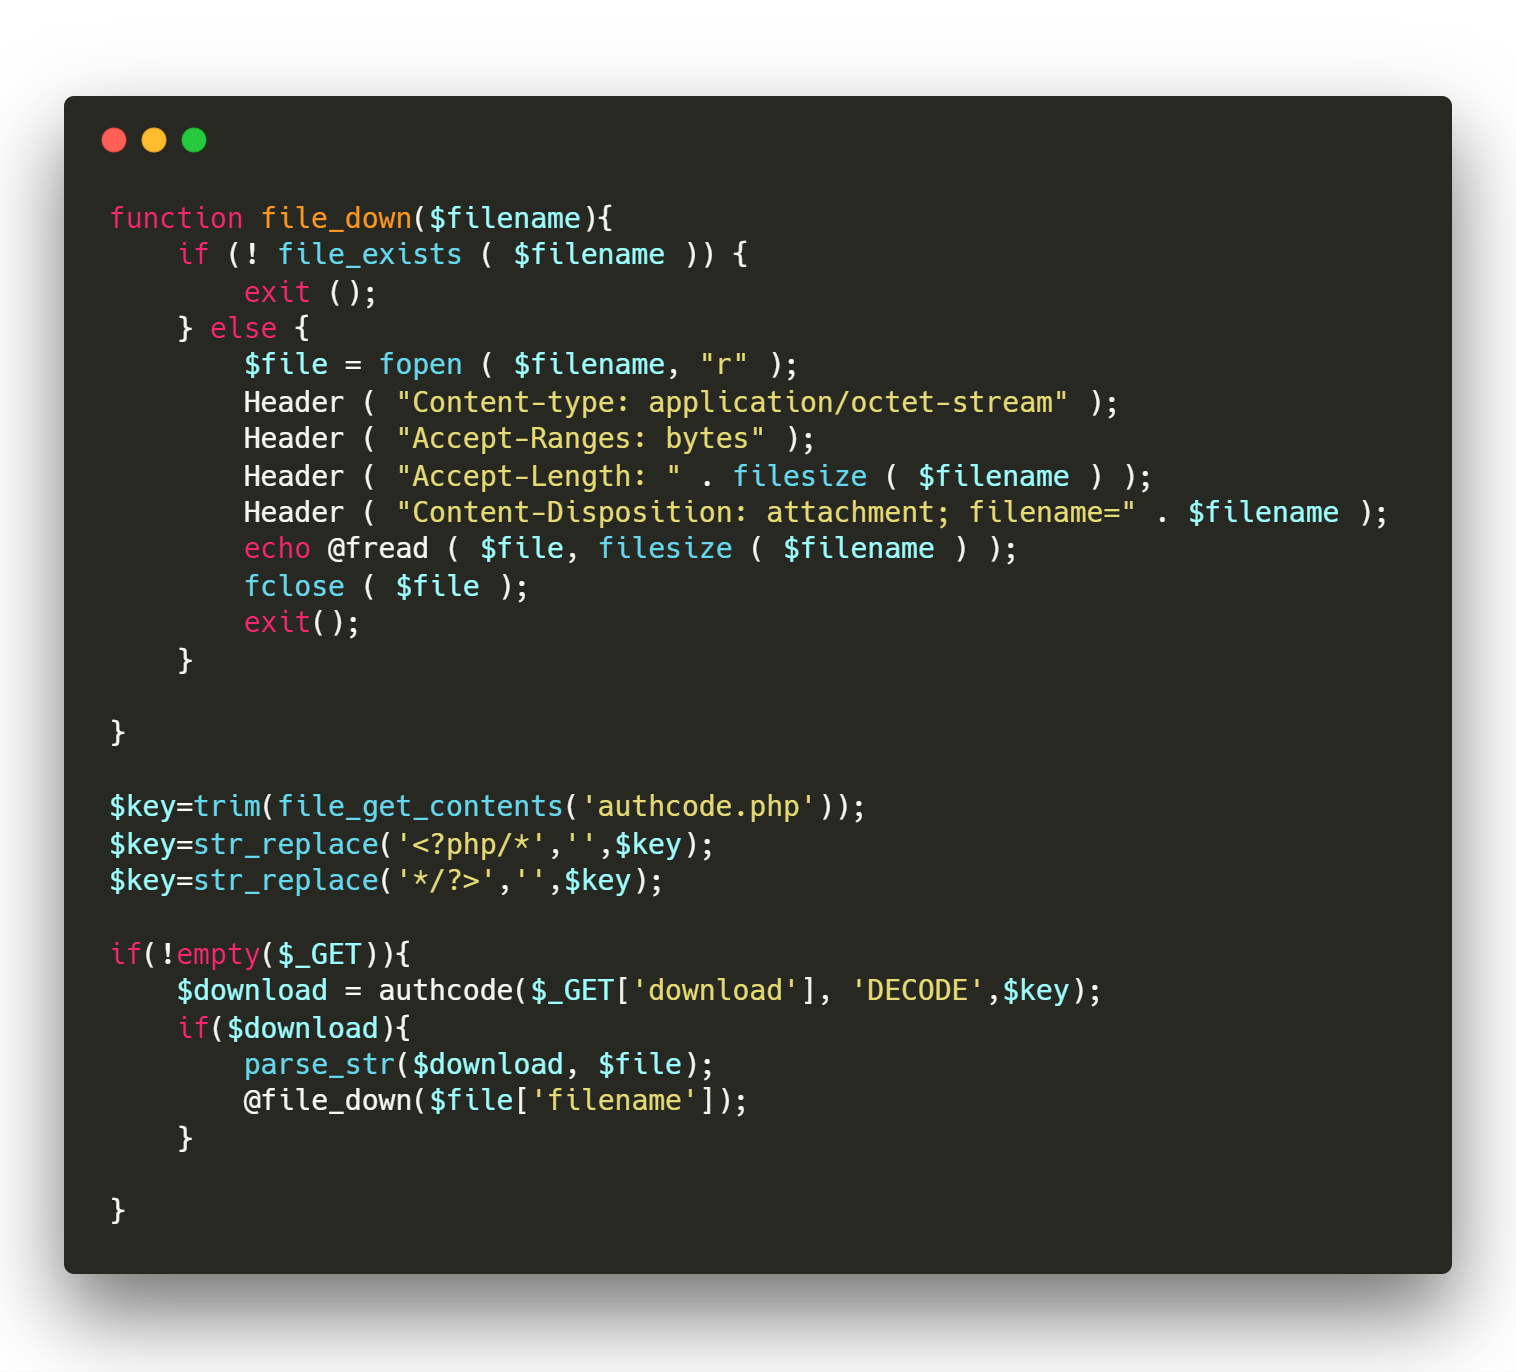 function file_down($filename){
    if (! file_exists ( $filename )) {
        exit ();
    } else {
        $file = fopen ( $filename, "r" );
        Header ( "Content-type: application/octet-stream" );
        Header ( "Accept-Ranges: bytes" );
        Header ( "Accept-Length: " . filesize ( $filename ) );
        Header ( "Content-Disposition: attachment; filename=" . $filename );
        echo @fread ( $file, filesize ( $filename ) );
        fclose ( $file );
        exit();
    }

}

$key=trim(file_get_contents('authcode.php'));
$key=str_replace('<?php/*','',$key);
$key=str_replace('*/?>','',$key);

if(!empty($_GET)){
    $download = authcode($_GET['download'], 'DECODE',$key);
    if($download){
        parse_str($download, $file);
        @file_down($file['filename']);
    }

}